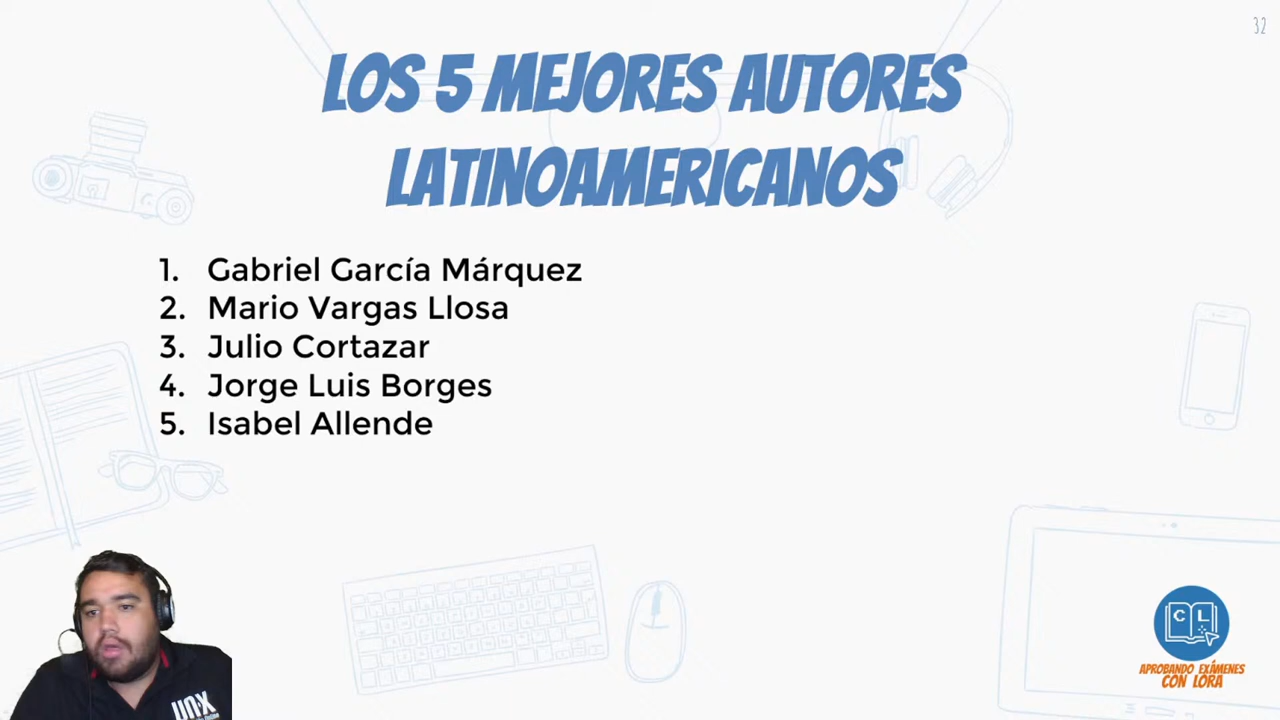 32
LOS 5 MEJORES AUTORES
LATINOAMERICANOS
1. Gabriel García Márquez
2. Mario Vargas Llosa
3. Julio Cortazar
4. Jorge Luis Borges
5. Isabel Allende
C L
APROBANDO EXÁMENES
CON LORA